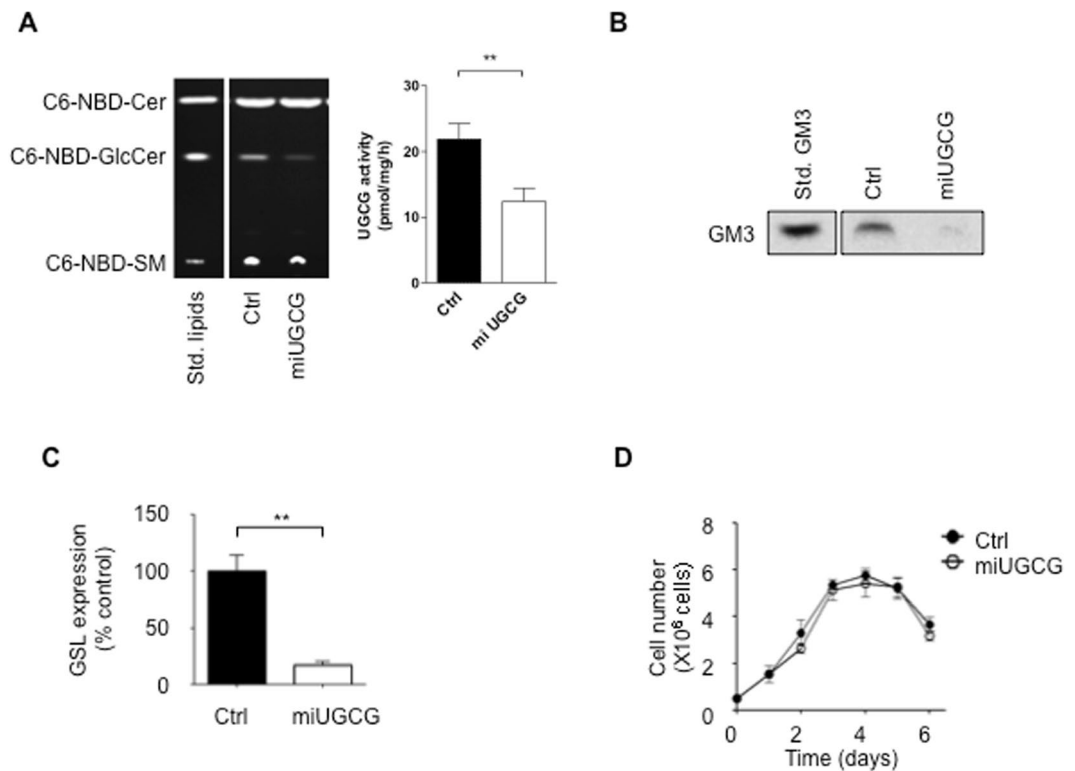 A
C6-NBD-Cer
C6-NBD-GlcCer
C6-NBD-SM
Std. lipids
Ctrl
miUGCG
**
30
20
10
0
UGCG activity
(pmol/mg/h)
Ctrl
mi UGCG
B
Std. GM3
Ctrl
miUGCG
GM3
C
150
100
50
0
GSL expression
(% control)
**
Ctrl
miUGCG
D
8
6
4
2
0
Cell number
(X10⁶ cells)
0 2 4 6
Time (days)
Ctrl
miUGCG